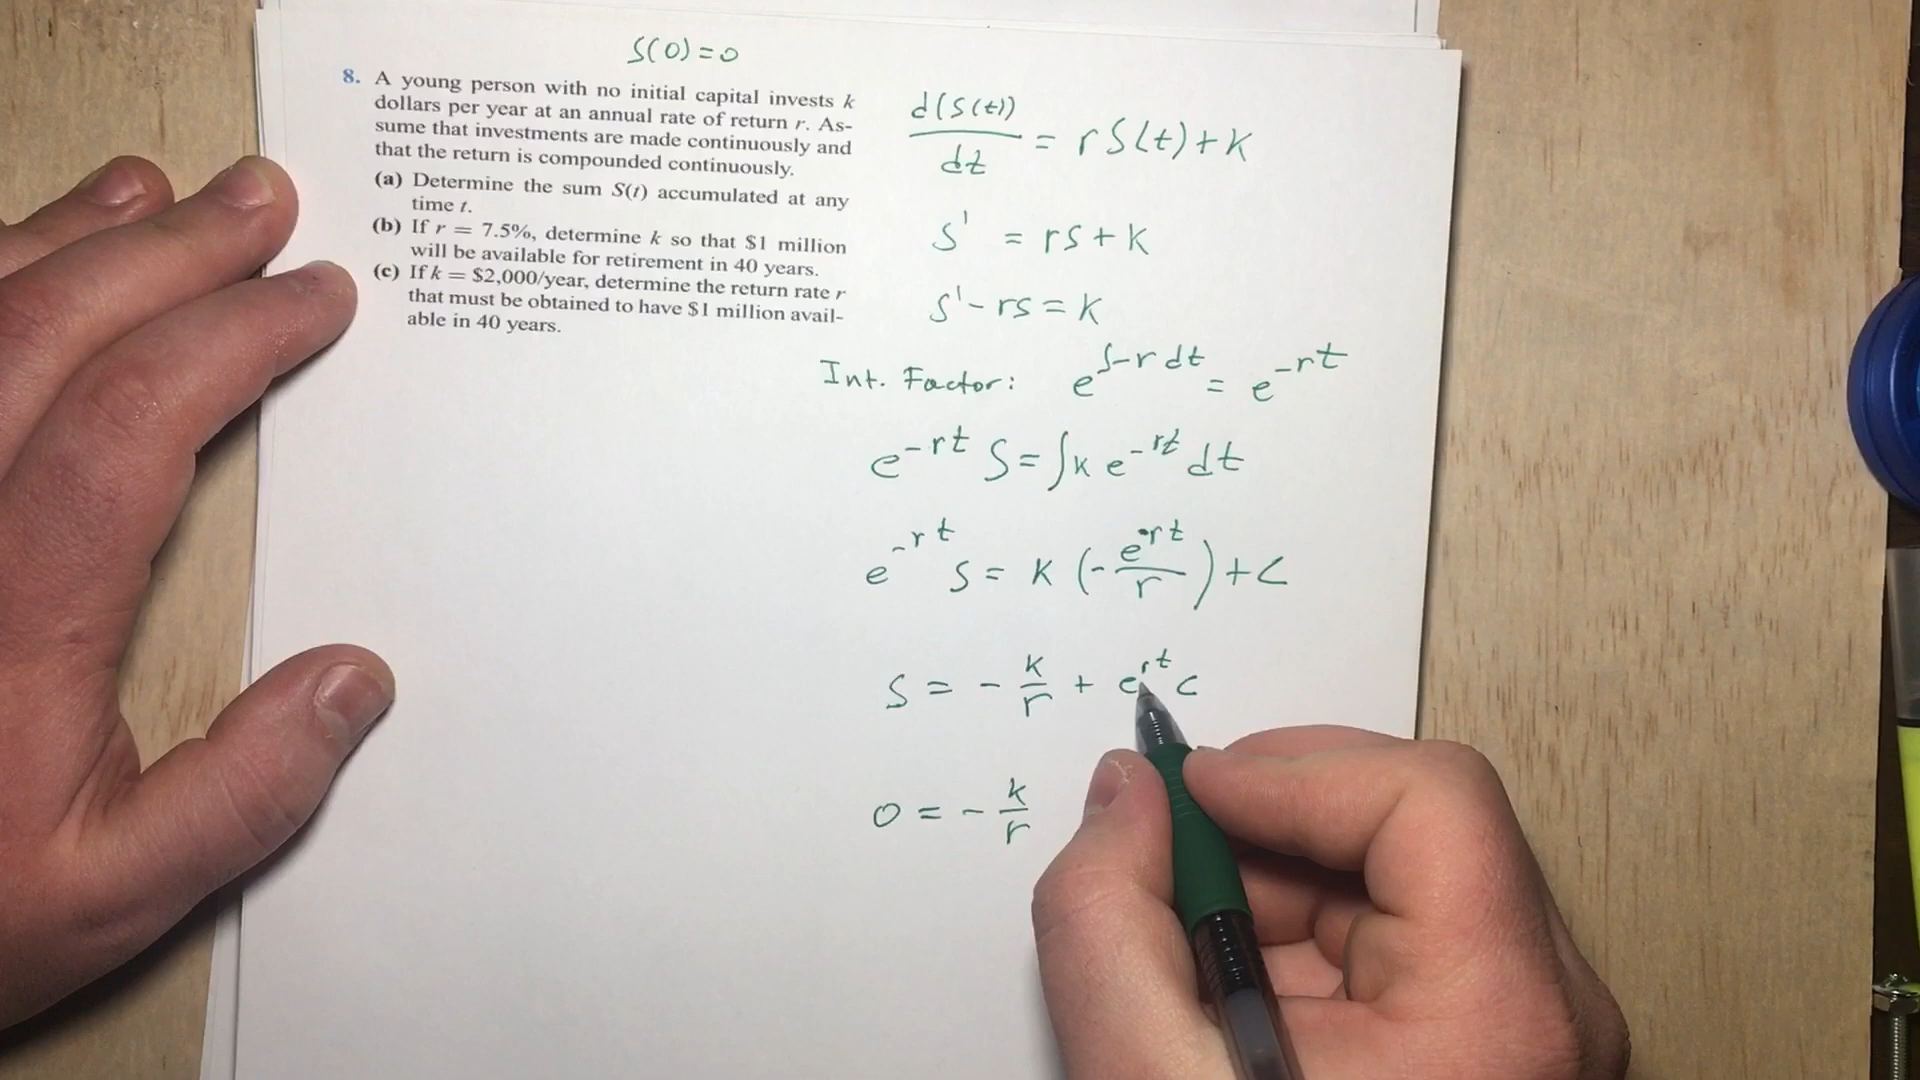 S(0) = 0
8. A young person with no initial capital invests k
dollars per year at an annual rate of return r. As-
sume that investments are made continuously and
that the return is compounded continuously.
(a) Determine the sum S(t) accumulated at any
time t.
(b) If r = 7.5%, determine k so that $1 million
will be available for retirement in 40 years.
(c) If k = $2,000/year, determine the return rate r
that must be obtained to have $1 million avail-
able in 40 years.
d(S(t))/dt = rS(t) + k
S' = rS + k
S' - rS = k
Int. Factor: e^{∫-r dt} = e^{-rt}
e^{-rt} S = ∫k e^{-rt} dt
e^{-rt} S = k (- e^{-rt}/r) + C
S = - k/r + e^{rt} C
0 = - k/r